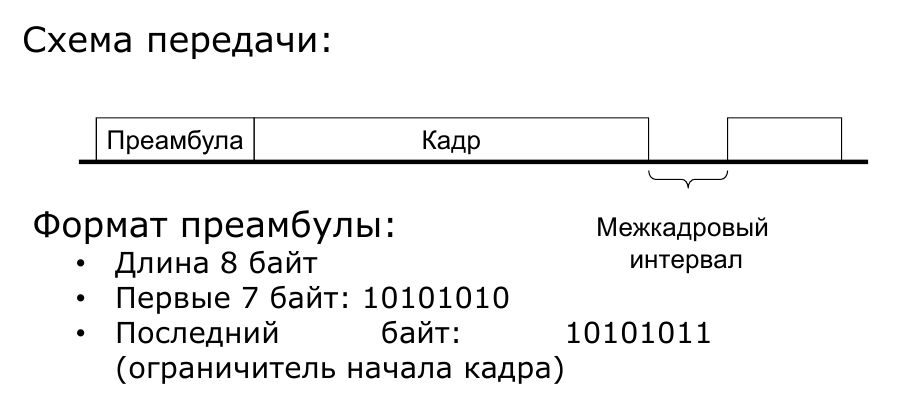 Схема передачи:
Преамбула
Кадр
Межкадровый
интервал
Формат преамбулы:
• Длина 8 байт
• Первые 7 байт: 10101010
• Последний байт: 10101011
(ограничитель начала кадра)